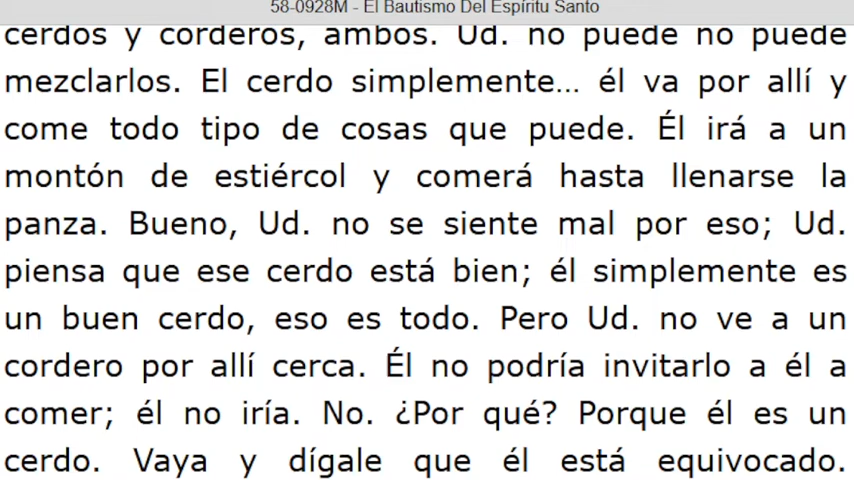 58-0928M - El Bautismo Del Espíritu Santo
cerdos y corderos, ambos. Ud. no puede no puede
mezclarlos. El cerdo simplemente... él va por allí y
come todo tipo de cosas que puede. Él irá a un
montón de estiércol y comerá hasta llenarse la
panza. Bueno, Ud. no se siente mal por eso; Ud.
piensa que ese cerdo está bien; él simplemente es
un buen cerdo, eso es todo. Pero Ud. no ve a un
cordero por allí cerca. Él no podría invitarlo a él a
comer; él no iría. No. ¿Por qué? Porque él es un
cerdo. Vaya y dígale que él está equivocado.